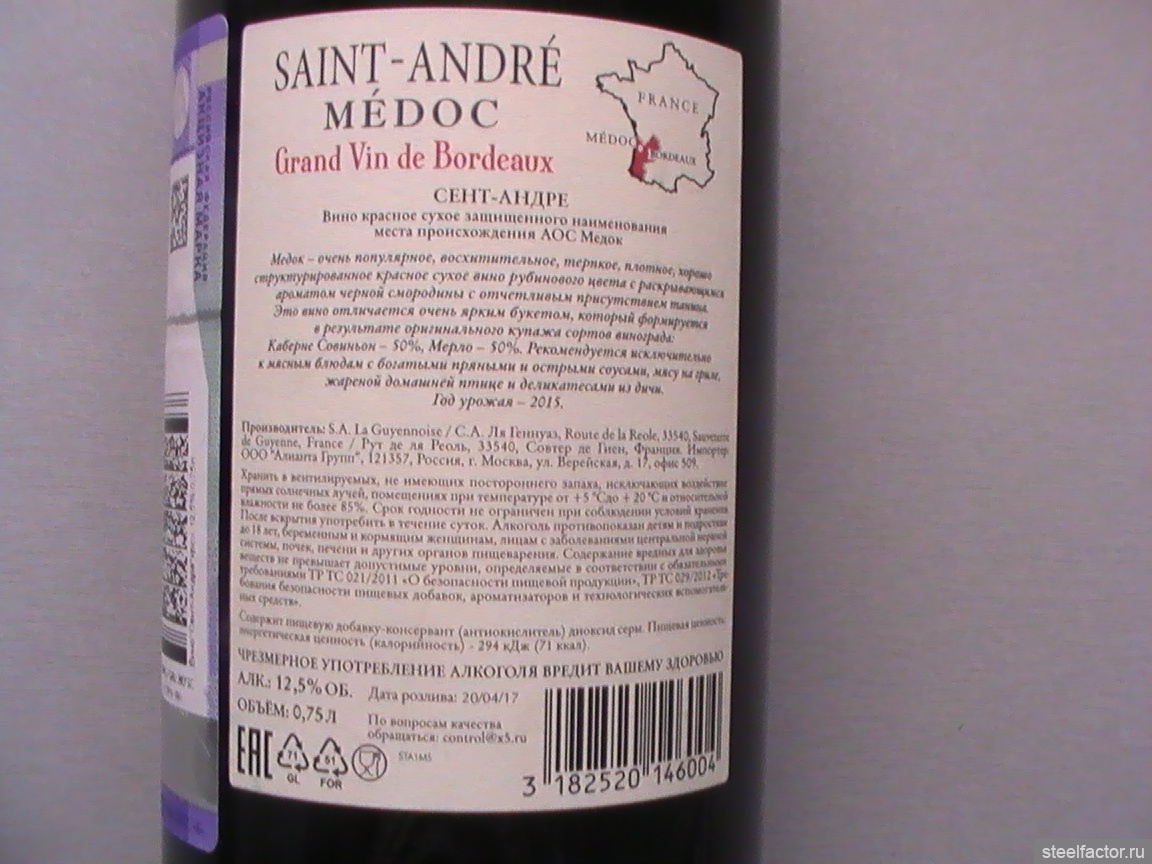 SAINT-ANDRÉ
MÉDOC
Grand Vin de Bordeaux
FRANCE
MÉDOC
BORDEAUX
СЕНТ-АНДРЕ
Вино красное сухое защищенного наименования
места происхождения АОС Медок
Медок – очень популярное, восхитительное, терпкое, плотное, хорошо
структурированное красное сухое вино рубинового цвета с раскрывающимся
ароматом черной смородины с отчетливым присутствием танина.
Это вино отличается очень ярким букетом, который формируется
в результате оригинального купажа сортов винограда:
Каберне Совиньон – 50%, Мерло – 50%. Рекомендуется исключительно
к мясным блюдам с богатыми пряными и острыми соусами, мясу на гриле,
жареной домашней птице и деликатесами из дичи.
Год урожая – 2015.
Производитель: S.A. La Guyennoise / С.А. Ля Геннуаз, Route de la Reole, 33540, Sauveterre
de Guyenne, France / Рут де ля Реоль, 33540, Совтер де Гиен, Франция. Импортер:
ООО "Алианта Групп", 121357, Россия, г. Москва, ул. Верейская, д. 17, офис 509.
Хранить в вентилируемых, не имеющих постороннего запаха, исключающих воздействие
прямых солнечных лучей, помещениях при температуре от +5 °Сдо + 20 °С и относительной
влажности не более 85%. Срок годности не ограничен при соблюдении условий хранения.
После вскрытия употребить в течение суток. Алкоголь противопоказан детям и подросткам
до 18 лет, беременным и кормящим женщинам, лицам с заболеваниями центральной нервной
системы, почек, печени и других органов пищеварения. Содержание вредных для здоровья
веществ не превышает допустимые уровни, определяемые в соответствии с обязательными
требованиями ТР ТС 021/2011 «О безопасности пищевой продукции», ТР ТС 029/2012 «Тре
бования безопасности пищевых добавок, ароматизаторов и технологических вспомогатель-
ных средств».
Содержит пищевую добавку-консервант (антиокислитель) диоксид серы. Пищевая ценность:
энергетическая ценность (калорийность) - 294 кДж (71 ккал).
ЧРЕЗМЕРНОЕ УПОТРЕБЛЕНИЕ АЛКОГОЛЯ ВРЕДИТ ВАШЕМУ ЗДОРОВЬЮ
АЛК.: 12,5% ОБ.
Дата розлива: 20/04/17
ОБЪЁМ: 0,75Л
По вопросам качества
обращаться: control@x5.ru
EAC
71
GL
51
FOR
STA1MS
3 182520 146004
РОССИЙСКАЯ ФЕДЕРАЦИЯ
АКЦИЗНАЯ МАРКА
steelfactor.ru